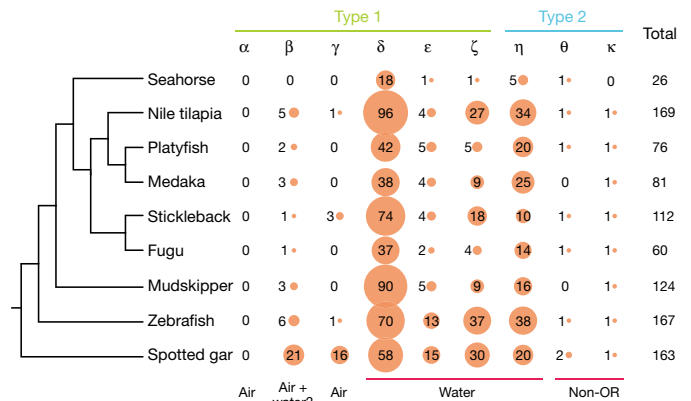 Type 1 Type 2
α β γ δ ε ζ η θ κ Total
Seahorse 0 0 0 18 1 1 5 1 0 26
Nile tilapia 0 5 1 96 4 27 34 1 1 169
Platyfish 0 2 0 42 5 5 20 1 1 76
Medaka 0 3 0 38 4 9 25 0 1 81
Stickleback 0 1 3 74 4 18 10 1 1 112
Fugu 0 1 0 37 2 4 14 1 1 60
Mudskipper 0 3 0 90 5 9 16 0 1 124
Zebrafish 0 6 1 70 13 37 38 1 1 167
Spotted gar 0 21 16 58 15 30 20 2 1 163
Air Air + Air Water Non-OR
water?